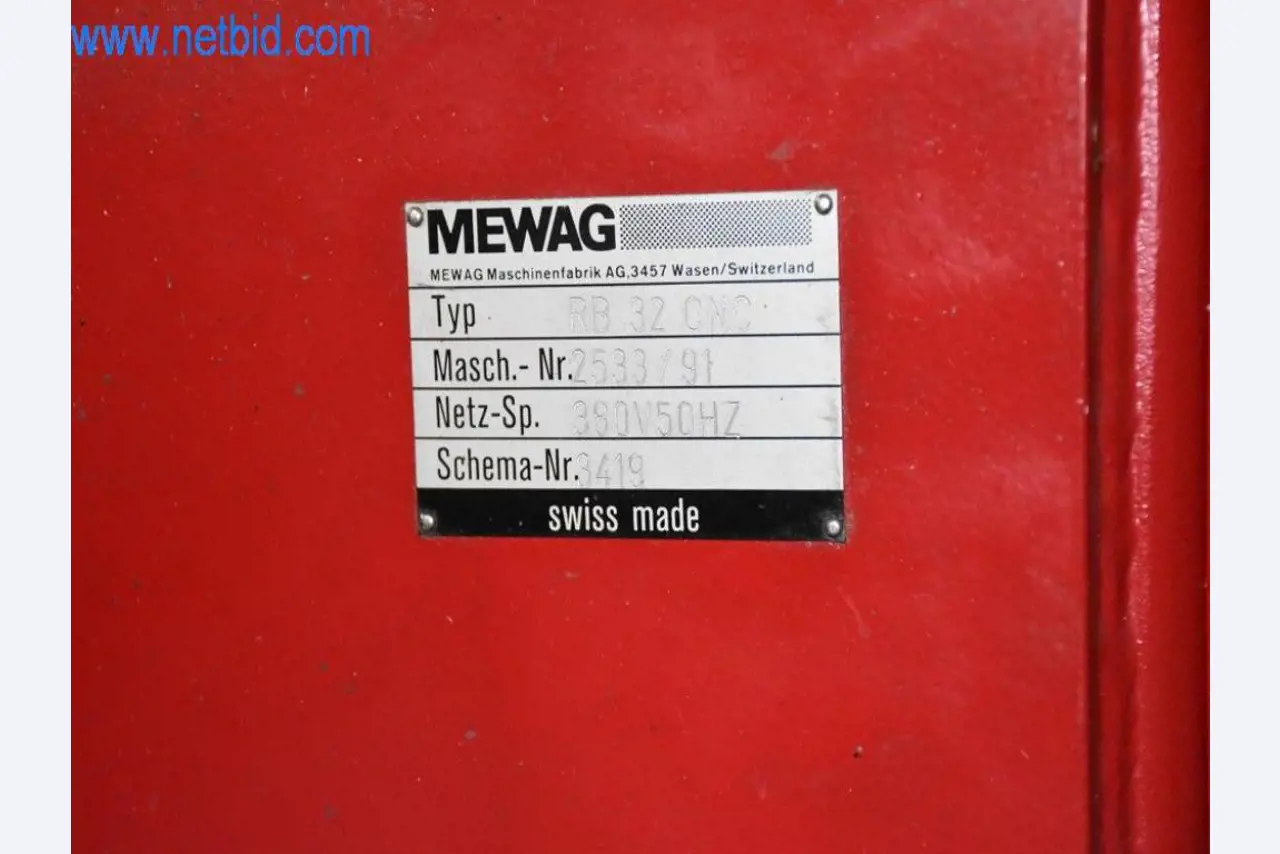 www.netbid.com
MEWAG
MEWAG Maschinenfabrik AG, 3457 Wasen/Switzerland
Typ RB 32 CNC
Masch.- Nr. 2533/91
Netz-Sp. 380V50HZ
Schema-Nr. 3419
swiss made